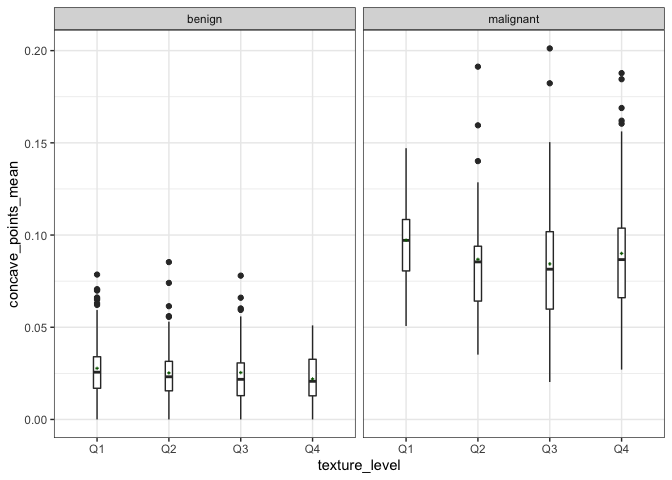 benign malignant
0.20
0.15
0.10
0.05
0.00
concave_points_mean
Q1 Q2 Q3 Q4 Q1 Q2 Q3 Q4
texture_level